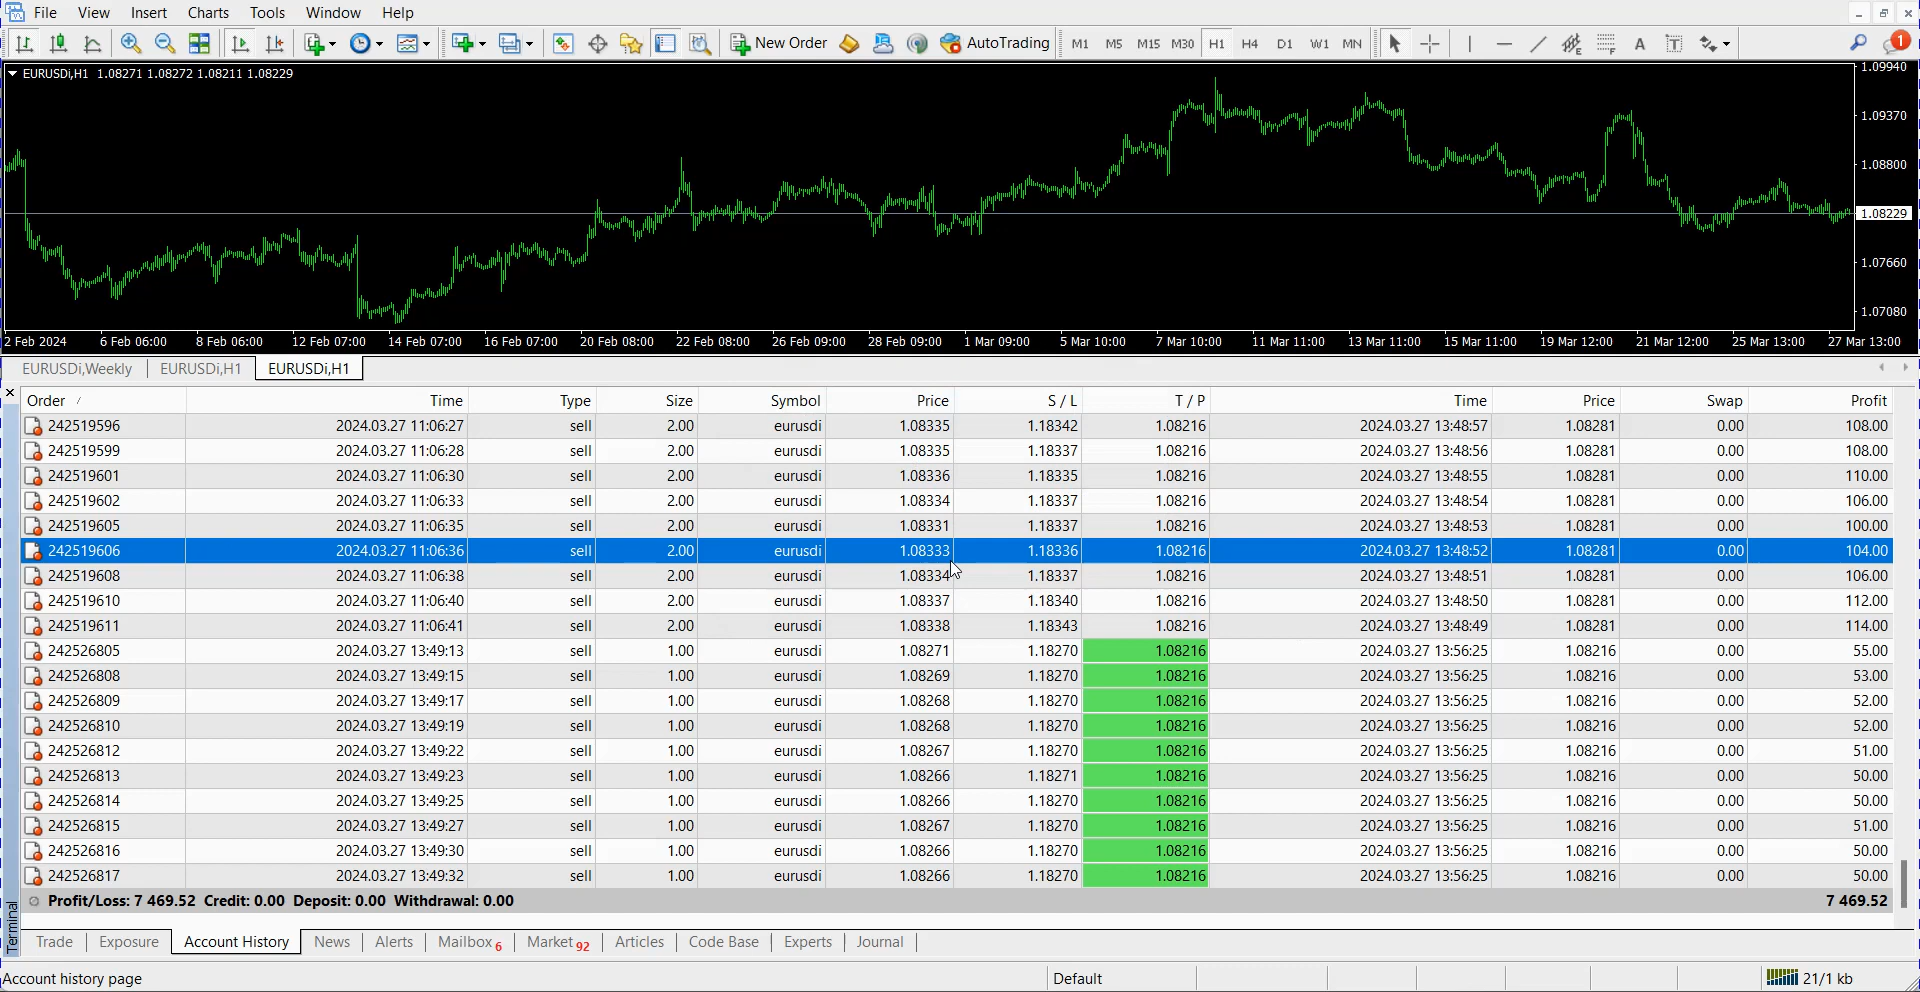 File View Insert Charts Tools Window Help
New Order AutoTrading M1 M5 M15 M30 H1 H4 D1 W1 MN A T 1
EURUSDi,H1 1.08271 1.08272 1.08211 1.08229
1.09940
1.09370
1.08800
1.08229
1.07660
1.07080
2 Feb 2024 6 Feb 06:00 8 Feb 06:00 12 Feb 07:00 14 Feb 07:00 16 Feb 07:00 20 Feb 08:00 22 Feb 08:00 26 Feb 09:00 28 Feb 09:00 1 Mar 09:00 5 Mar 10:00 7 Mar 10:00 11 Mar 11:00 13 Mar 11:00 15 Mar 11:00 19 Mar 12:00 21 Mar 12:00 25 Mar 13:00 27 Mar 13:00
EURUSDi,Weekly EURUSDi,H1 EURUSDi,H1
Order / Time Type Size Symbol Price S / L T / P Time Price Swap Profit
242519596 2024.03.27 11:06:27 sell 2.00 eurusdi 1.08335 1.18342 1.08216 2024.03.27 13:48:57 1.08281 0.00 108.00
242519599 2024.03.27 11:06:28 sell 2.00 eurusdi 1.08335 1.18337 1.08216 2024.03.27 13:48:56 1.08281 0.00 108.00
242519601 2024.03.27 11:06:30 sell 2.00 eurusdi 1.08336 1.18335 1.08216 2024.03.27 13:48:55 1.08281 0.00 110.00
242519602 2024.03.27 11:06:33 sell 2.00 eurusdi 1.08334 1.18337 1.08216 2024.03.27 13:48:54 1.08281 0.00 106.00
242519605 2024.03.27 11:06:35 sell 2.00 eurusdi 1.08331 1.18337 1.08216 2024.03.27 13:48:53 1.08281 0.00 100.00
242519606 2024.03.27 11:06:36 sell 2.00 eurusdi 1.08333 1.18336 1.08216 2024.03.27 13:48:52 1.08281 0.00 104.00
242519608 2024.03.27 11:06:38 sell 2.00 eurusdi 1.08334 1.18337 1.08216 2024.03.27 13:48:51 1.08281 0.00 106.00
242519610 2024.03.27 11:06:40 sell 2.00 eurusdi 1.08337 1.18340 1.08216 2024.03.27 13:48:50 1.08281 0.00 112.00
242519611 2024.03.27 11:06:41 sell 2.00 eurusdi 1.08338 1.18343 1.08216 2024.03.27 13:48:49 1.08281 0.00 114.00
242526805 2024.03.27 13:49:13 sell 1.00 eurusdi 1.08271 1.18270 1.08216 2024.03.27 13:56:25 1.08216 0.00 55.00
242526808 2024.03.27 13:49:15 sell 1.00 eurusdi 1.08269 1.18270 1.08216 2024.03.27 13:56:25 1.08216 0.00 53.00
242526809 2024.03.27 13:49:17 sell 1.00 eurusdi 1.08268 1.18270 1.08216 2024.03.27 13:56:25 1.08216 0.00 52.00
242526810 2024.03.27 13:49:19 sell 1.00 eurusdi 1.08268 1.18270 1.08216 2024.03.27 13:56:25 1.08216 0.00 52.00
242526812 2024.03.27 13:49:22 sell 1.00 eurusdi 1.08267 1.18270 1.08216 2024.03.27 13:56:25 1.08216 0.00 51.00
242526813 2024.03.27 13:49:23 sell 1.00 eurusdi 1.08266 1.18271 1.08216 2024.03.27 13:56:25 1.08216 0.00 50.00
242526814 2024.03.27 13:49:25 sell 1.00 eurusdi 1.08266 1.18270 1.08216 2024.03.27 13:56:25 1.08216 0.00 50.00
242526815 2024.03.27 13:49:27 sell 1.00 eurusdi 1.08267 1.18270 1.08216 2024.03.27 13:56:25 1.08216 0.00 51.00
242526816 2024.03.27 13:49:30 sell 1.00 eurusdi 1.08266 1.18270 1.08216 2024.03.27 13:56:25 1.08216 0.00 50.00
242526817 2024.03.27 13:49:32 sell 1.00 eurusdi 1.08266 1.18270 1.08216 2024.03.27 13:56:25 1.08216 0.00 50.00
Profit/Loss: 7 469.52 Credit: 0.00 Deposit: 0.00 Withdrawal: 0.00 7 469.52
Terminal
Trade Exposure Account History News Alerts Mailbox 6 Market 92 Articles Code Base Experts Journal
Account history page Default 21/1 kb